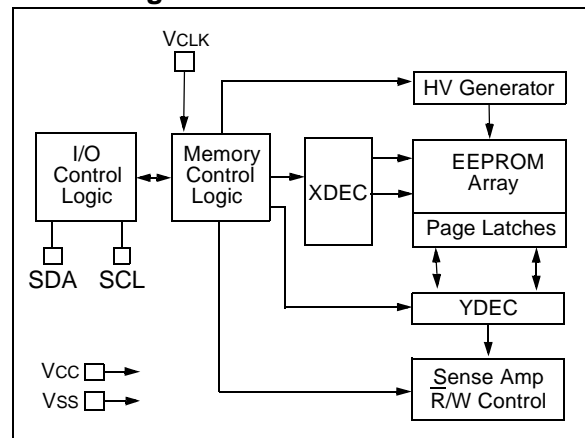 VCLK
HV Generator
I/O
Control
Logic
Memory
Control
Logic
XDEC
EEPROM
Array
Page Latches
SDA
SCL
YDEC
VCC
VSS
Sense Amp
R/W Control